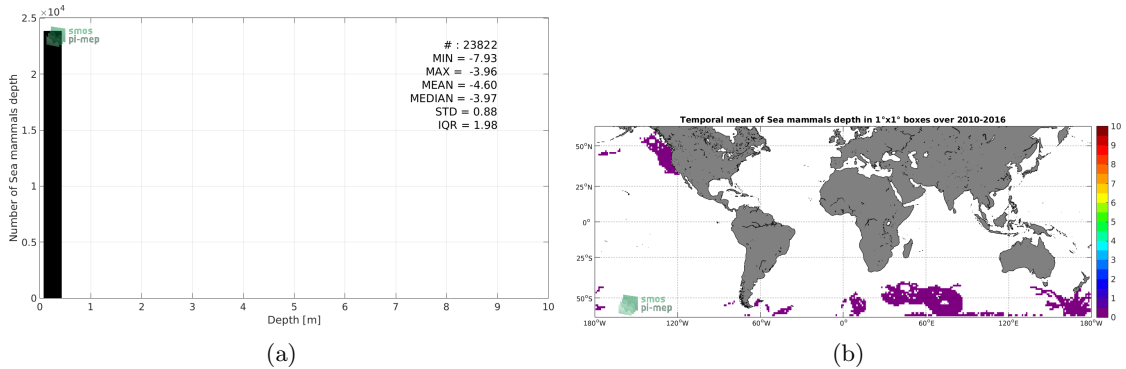 2.5 ×10⁴
2
1.5
1
0.5
0
Number of Sea mammals depth
smos
pi-mep
# : 23822
MIN = -7.93
MAX = -3.96
MEAN = -4.60
MEDIAN = -3.97
STD = 0.88
IQR = 1.98
1 2 3 4 5 6 7 8 9 10
Depth [m]
(a)
Temporal mean of Sea mammals depth in 1°x1° boxes over 2010-2016
50°N
25°N
0°
25°S
50°S
smos
pi-mep
180°W 120°W 60°W 0° 60°E 120°E 180°W
10
9
8
7
6
5
4
3
2
1
0
(b)